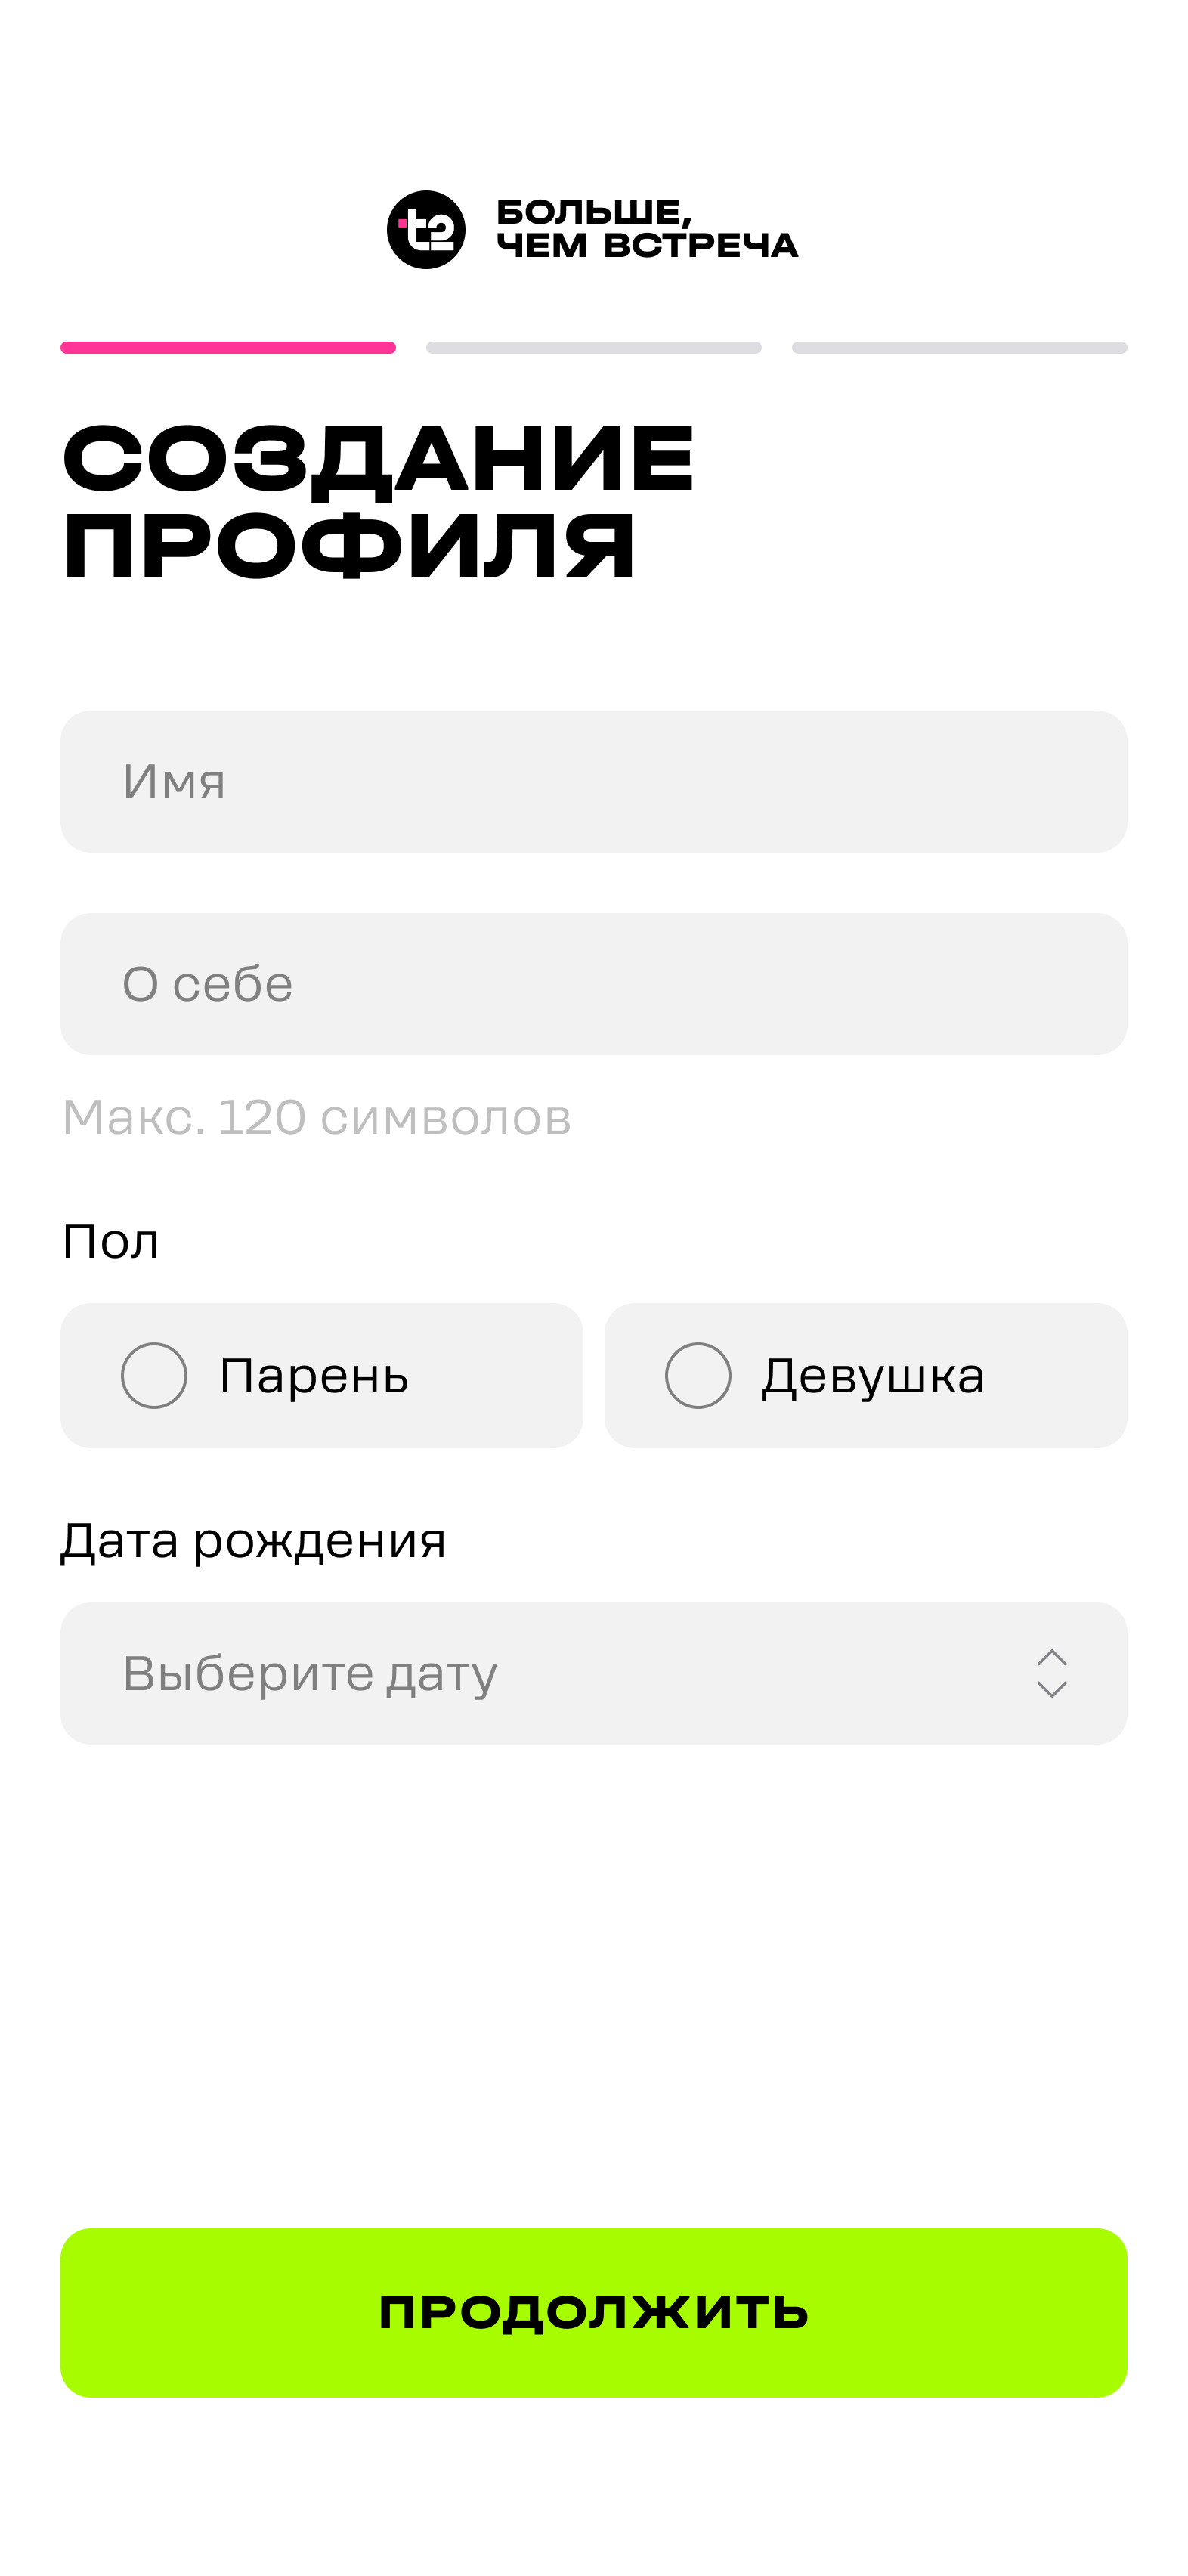 t2
БОЛЬШЕ,
ЧЕМ ВСТРЕЧА
СОЗДАНИЕ
ПРОФИЛЯ
Имя
О себе
Макс. 120 символов
Пол
Парень
Девушка
Дата рождения
Выберите дату
ПРОДОЛЖИТЬ